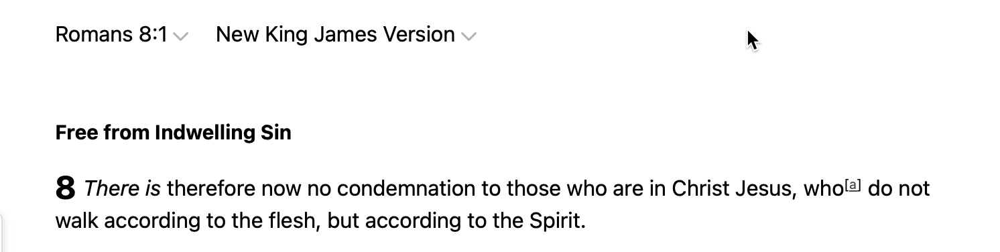 Romans 8:1 New King James Version
Free from Indwelling Sin
8 There is therefore now no condemnation to those who are in Christ Jesus, who[a] do not
walk according to the flesh, but according to the Spirit.